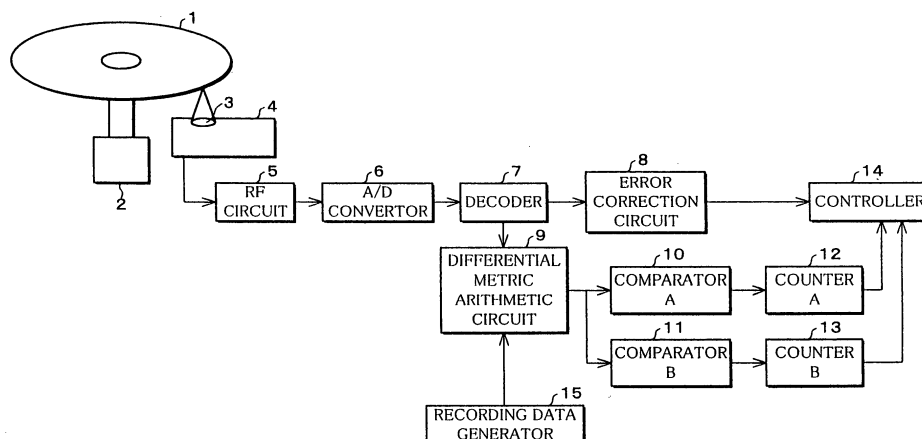 1
3
4
2
5
RF
CIRCUIT
6
A/D
CONVERTOR
7
DECODER
8
ERROR
CORRECTION
CIRCUIT
14
CONTROLLER
9
DIFFERENTIAL
METRIC
ARITHMETIC
CIRCUIT
10
COMPARATOR
A
12
COUNTER
A
11
COMPARATOR
B
13
COUNTER
B
15
RECORDING DATA
GENERATOR